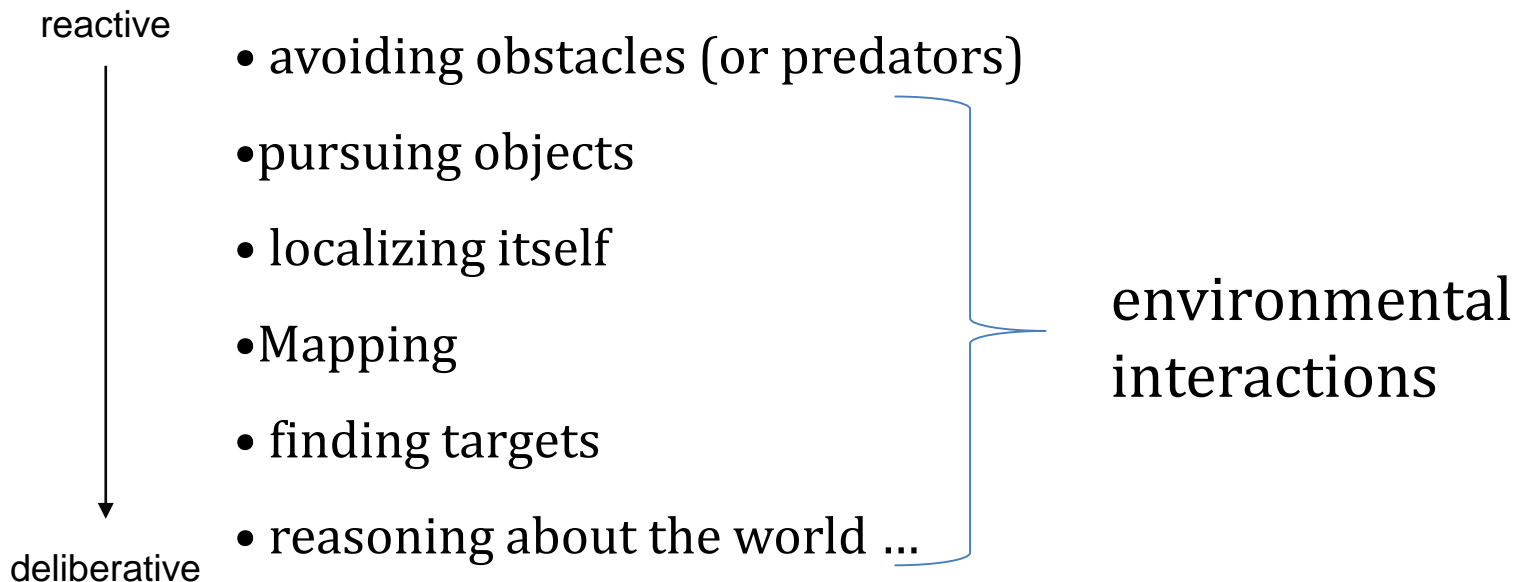 reactive
• avoiding obstacles (or predators)
•pursuing objects
• localizing itself
•Mapping
• finding targets
• reasoning about the world ...
deliberative
environmental
interactions